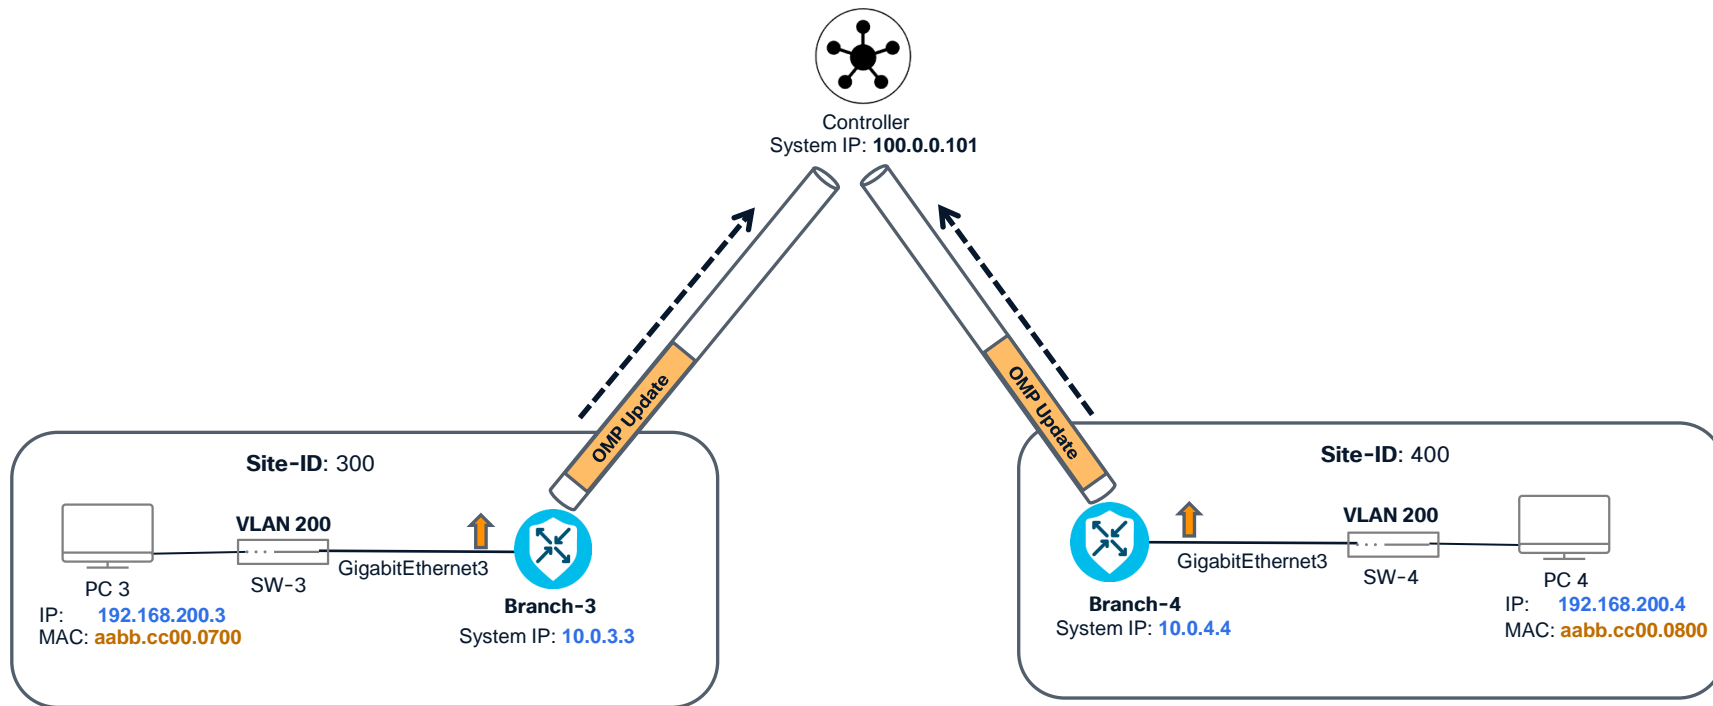 Controller
System IP: 100.0.0.101
OMP Update
OMP Update
Site-ID: 300
VLAN 200
GigabitEthernet3
PC 3
SW-3
IP: 192.168.200.3
MAC: aabb.cc00.0700
Branch-3
System IP: 10.0.3.3
Site-ID: 400
VLAN 200
GigabitEthernet3
SW-4
PC 4
Branch-4
System IP: 10.0.4.4
IP: 192.168.200.4
MAC: aabb.cc00.0800